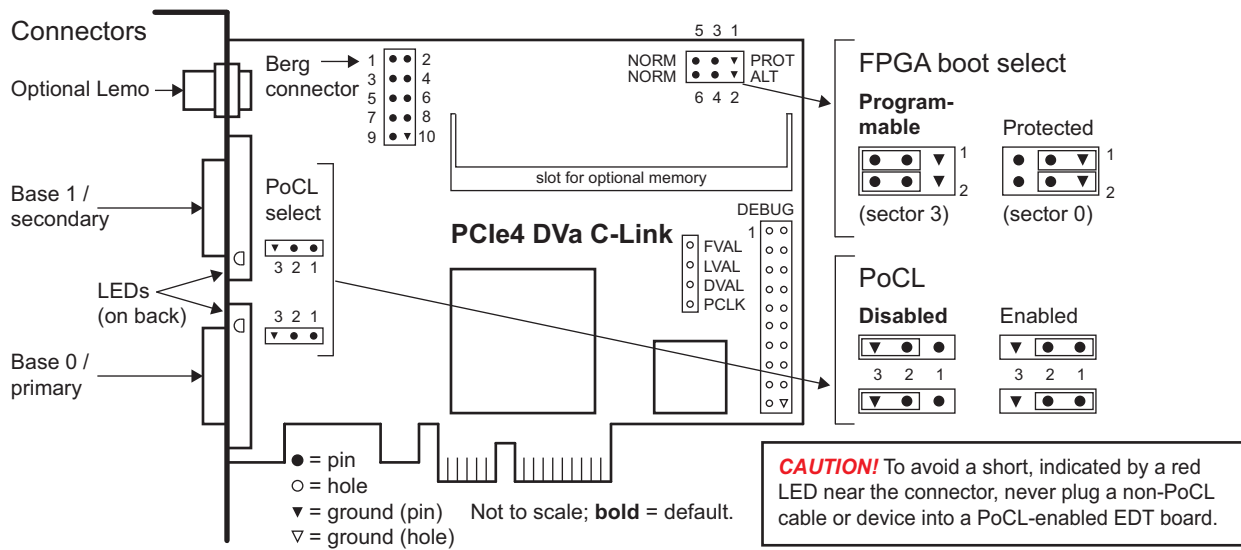 Connectors
Optional Lemo
Base 1 /
secondary
LEDs
(on back)
Base 0 /
primary
Berg
connector
1 2
3 4
5 6
7 8
9 10
PoCL
select
3 2 1
3 2 1
5 3 1
NORM PROT
NORM ALT
6 4 2
slot for optional memory
PCIe4 DVa C-Link
DEBUG
1
FVAL
LVAL
DVAL
PCLK
= pin
= hole
= ground (pin)
= ground (hole)
Not to scale; bold = default.
FPGA boot select
Program-
mable
1
2
(sector 3)
Protected
1
2
(sector 0)
PoCL
Disabled
3 2 1
Enabled
3 2 1
CAUTION! To avoid a short, indicated by a red
LED near the connector, never plug a non-PoCL
cable or device into a PoCL-enabled EDT board.